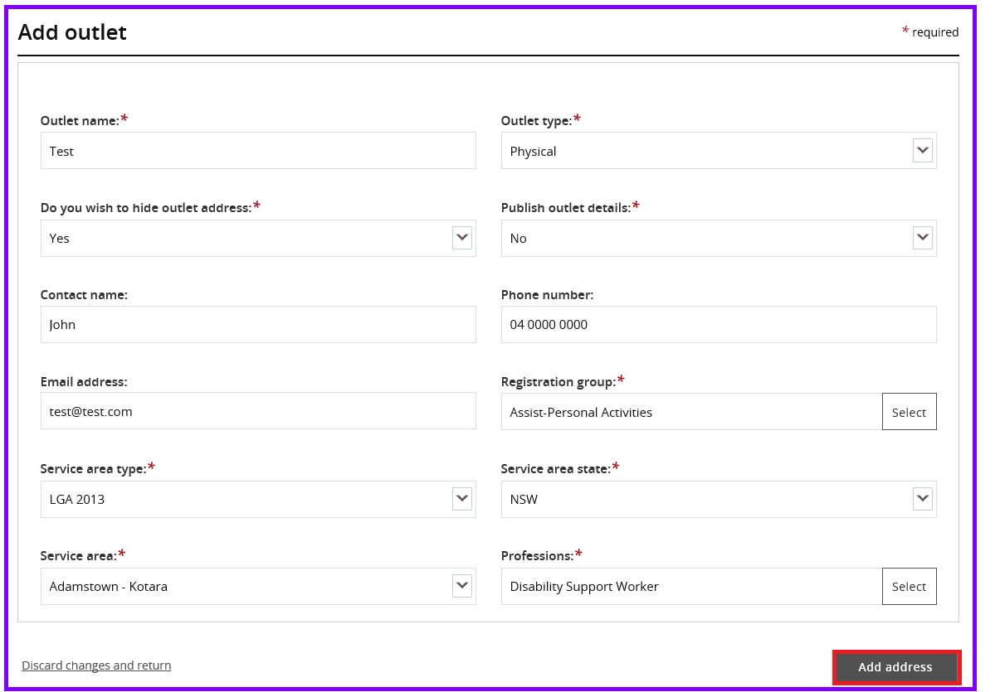 Add outlet
* required
Outlet name:* Outlet type:*
Test Physical
Do you wish to hide outlet address:* Publish outlet details:*
Yes No
Contact name: Phone number:
John 04 0000 0000
Email address: Registration group:*
test@test.com Assist-Personal Activities Select
Service area type:* Service area state:*
LGA 2013 NSW
Service area:* Professions:*
Adamstown - Kotara Disability Support Worker Select
Discard changes and return Add address